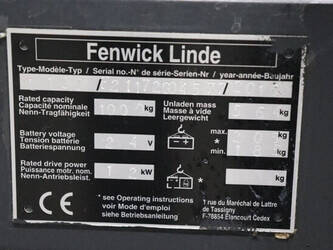 Fenwick Linde
Type-Modèle-Typ / Serial no.-N° de série-Serien-Nr / year-année-Baujahr
Rated capacity
Capacité nominale
Nenn-Tragfähigkeit
kg
Unladen mass
Masse à vide
Leergewicht
kg
Battery voltage
Tension batterie
Batteriespannung
V
max.
kg
*
min.
kg
Rated drive power
Puissance motr. nom.
Nenn-Antriebsleist.
kW
kg
* see Operating instructions
voir Mode d'emploi
siehe Betriebsanleitung
1 rue du Maréchal de Lattre
de Tassigny
F-78854 Elancourt Cedex